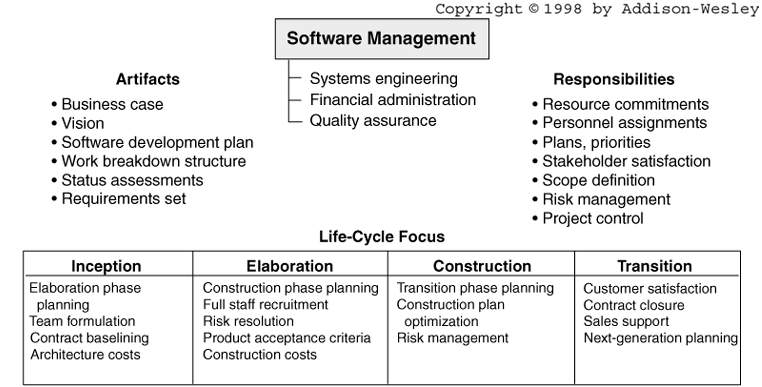 Copyright © 1998 by Addison-Wesley
Software Management
Systems engineering
Financial administration
Quality assurance
Artifacts
• Business case
• Vision
• Software development plan
• Work breakdown structure
• Status assessments
• Requirements set
Responsibilities
• Resource commitments
• Personnel assignments
• Plans, priorities
• Stakeholder satisfaction
• Scope definition
• Risk management
• Project control
Life-Cycle Focus
Inception
Elaboration phase
planning
Team formulation
Contract baselining
Architecture costs
Elaboration
Construction phase planning
Full staff recruitment
Risk resolution
Product acceptance criteria
Construction costs
Construction
Transition phase planning
Construction plan
optimization
Risk management
Transition
Customer satisfaction
Contract closure
Sales support
Next-generation planning